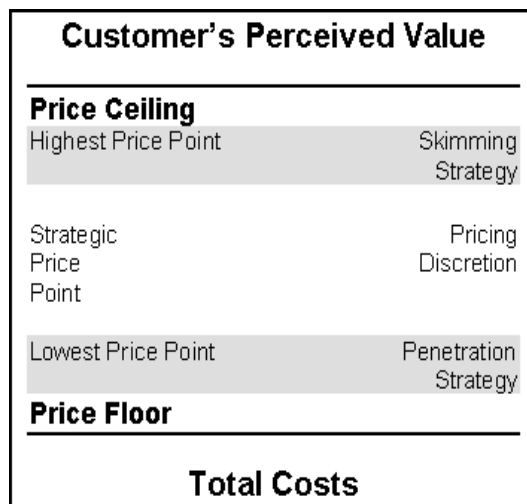 Customer's Perceived Value
Price Ceiling
Highest Price Point Skimming
Strategy
Strategic Pricing
Price Discretion
Point
Lowest Price Point Penetration
Strategy
Price Floor
Total Costs